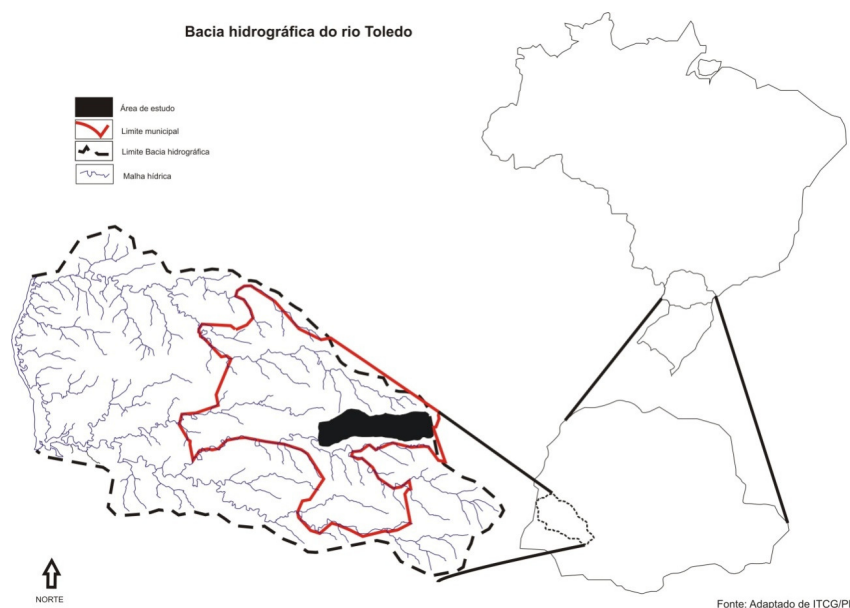 Bacia hidrográfica do rio Toledo
Área de estudo
Limite municipal
Limite Bacia hidrográfica
Malha hídrica
NORTE
Fonte: Adaptado de ITCG/PR